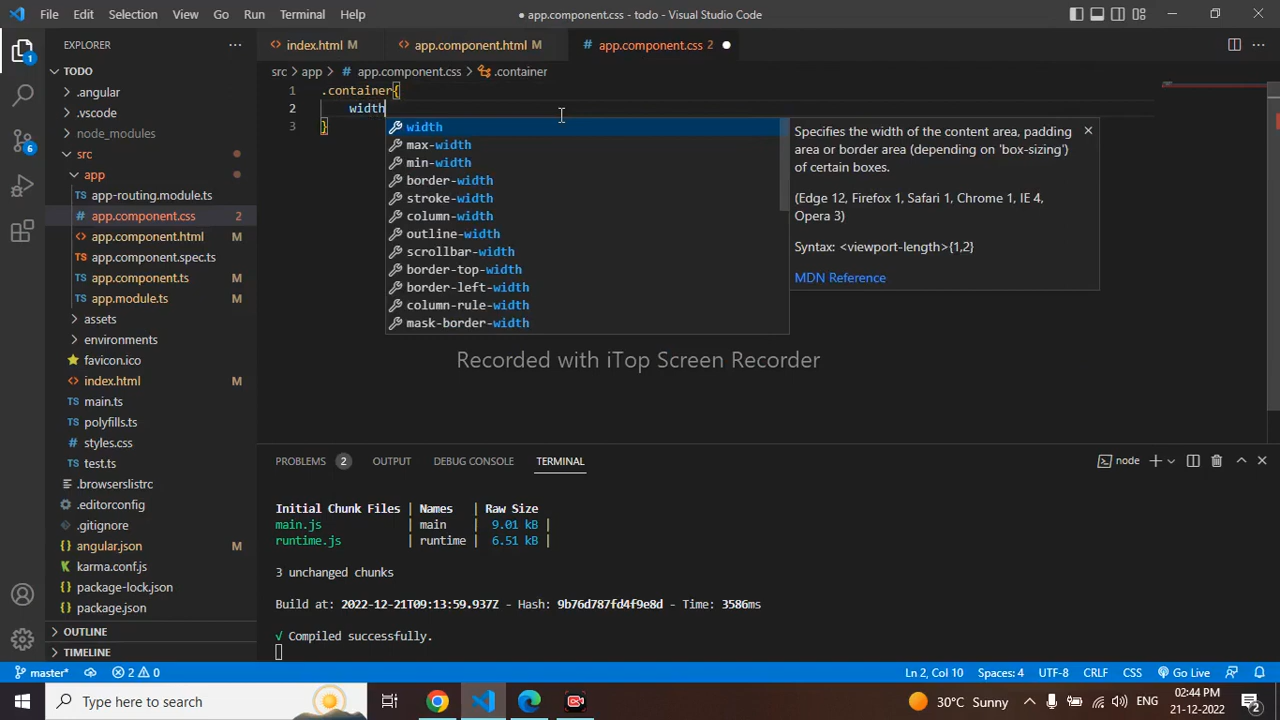 File Edit Selection View Go Run Terminal Help
● app.component.css - todo - Visual Studio Code
EXPLORER
index.html M
app.component.html M
app.component.css 2
TODO
src > app > # app.component.css > .container
.angular
.vscode
node_modules
src
app
TS app-routing.module.ts
# app.component.css 2
<> app.component.html M
TS app.component.spec.ts
TS app.component.ts M
TS app.module.ts M
assets
environments
favicon.ico
<> index.html M
TS main.ts
TS polyfills.ts
# styles.css
TS test.ts
.browserslistrc
.editorconfig
.gitignore
{} angular.json M
karma.conf.js
{} package-lock.json
{} package.json
OUTLINE
TIMELINE
1 .container{
2 width
3 }
width
max-width
min-width
border-width
stroke-width
column-width
outline-width
scrollbar-width
border-top-width
border-left-width
column-rule-width
mask-border-width
Specifies the width of the content area, padding
area or border area (depending on 'box-sizing')
of certain boxes.
(Edge 12, Firefox 1, Safari 1, Chrome 1, IE 4,
Opera 3)
Syntax: <viewport-length>{1,2}
MDN Reference
Recorded with iTop Screen Recorder
PROBLEMS 2 OUTPUT DEBUG CONSOLE TERMINAL
node
Initial Chunk Files | Names | Raw Size
main.js | main | 9.01 kB |
runtime.js | runtime | 6.51 kB |
3 unchanged chunks
Build at: 2022-12-21T09:13:59.937Z - Hash: 9b76d787fd4f9e8d - Time: 3586ms
√ Compiled successfully.
1
6
master* 2 0
Ln 2, Col 10 Spaces: 4 UTF-8 CRLF CSS Go Live
Type here to search
30°C Sunny
ENG
02:44 PM
21-12-2022
2